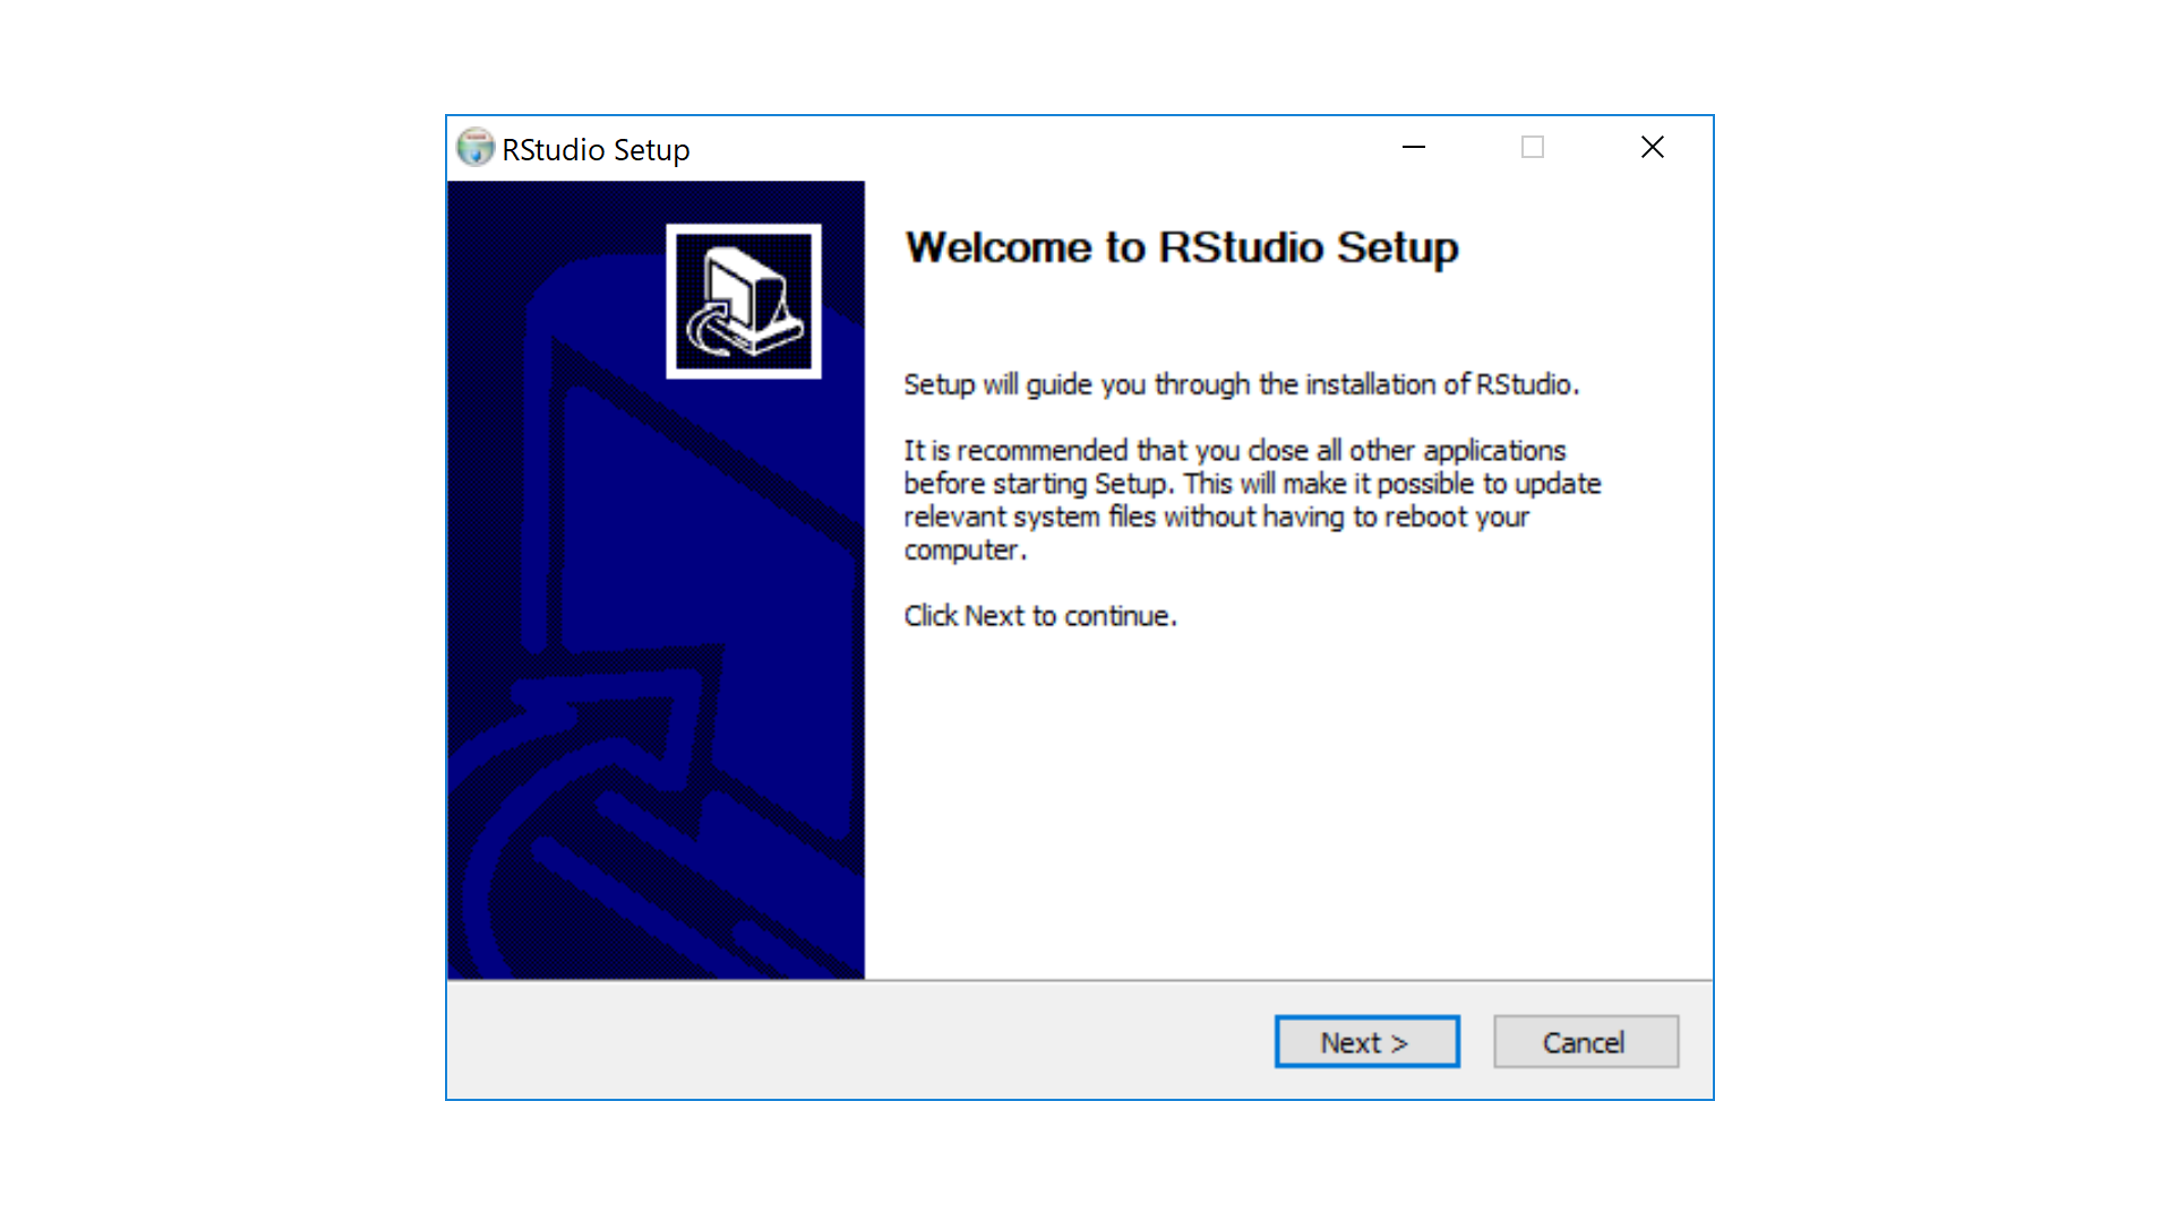 RStudio Setup
Welcome to RStudio Setup
Setup will guide you through the installation of RStudio.
It is recommended that you close all other applications
before starting Setup. This will make it possible to update
relevant system files without having to reboot your
computer.
Click Next to continue.
Next >
Cancel